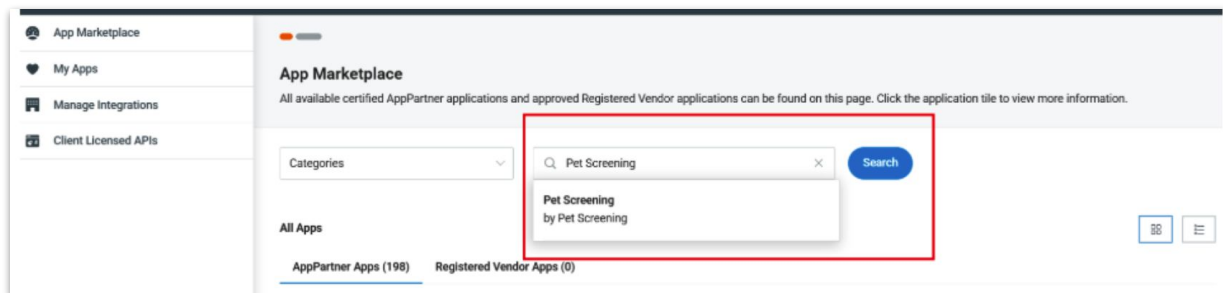 App Marketplace
My Apps
Manage Integrations
Client Licensed APIs
App Marketplace
All available certified AppPartner applications and approved Registered Vendor applications can be found on this page. Click the application tile to view more information.
Categories
Pet Screening
Search
Pet Screening
by Pet Screening
All Apps
AppPartner Apps (198)
Registered Vendor Apps (0)